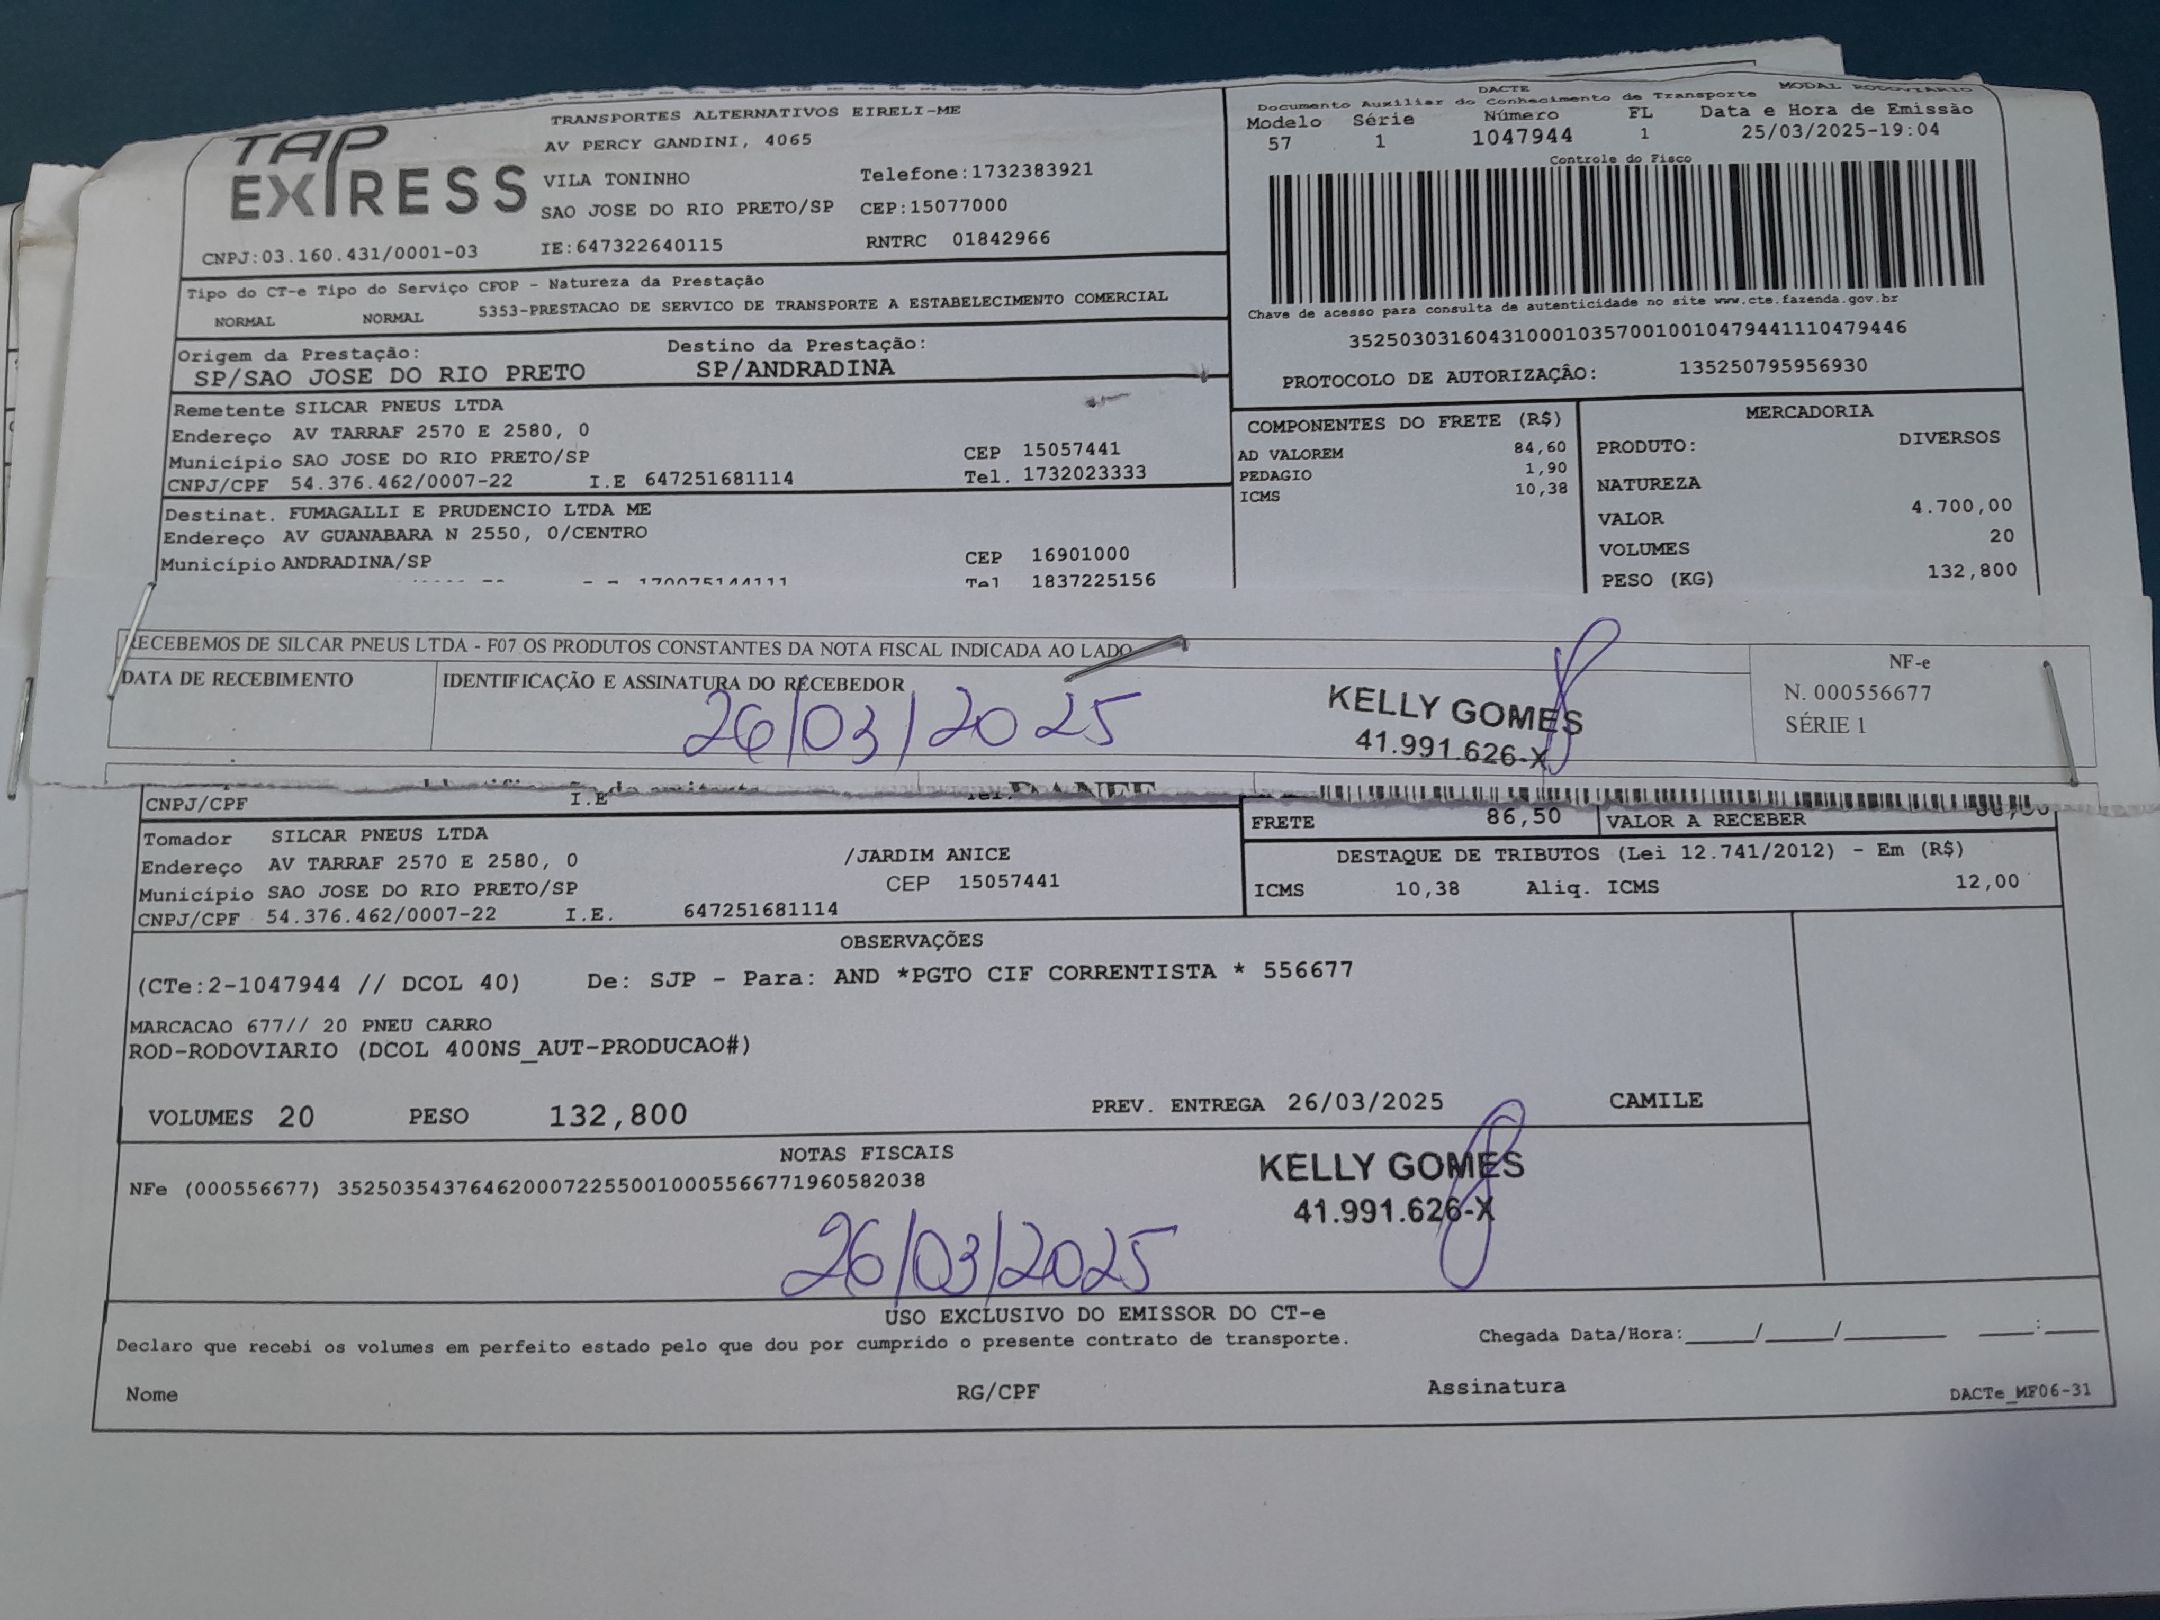 TAP EXPRESS
TRANSPORTES ALTERNATIVOS EIRELI-ME
AV PERCY GANDINI, 4065
VILA TONINHO Telefone:1732383921
SAO JOSE DO RIO PRETO/SP CEP:15077000
CNPJ:03.160.431/0001-03 IE:647322640115 RNTRC 01842966
DACTE MODAL RODOVIARIO
Documento Auxiliar do Conhecimento de Transporte
Modelo Série Número FL Data e Hora de Emissão
57 1 1047944 1 25/03/2025-19:04
Controle do Fisco
Chave de acesso para consulta de autenticidade no site www.cte.fazenda.gov.br
35250303160431000103570010010479441110479446
PROTOCOLO DE AUTORIZAÇÃO: 135250795956930
Tipo do CT-e Tipo do Serviço CFOP - Natureza da Prestação
NORMAL NORMAL 5353-PRESTACAO DE SERVICO DE TRANSPORTE A ESTABELECIMENTO COMERCIAL
Origem da Prestação: Destino da Prestação:
SP/SAO JOSE DO RIO PRETO SP/ANDRADINA
Remetente SILCAR PNEUS LTDA
Endereço AV TARRAF 2570 E 2580, 0
Município SAO JOSE DO RIO PRETO/SP CEP 15057441
CNPJ/CPF 54.376.462/0007-22 I.E 647251681114 Tel. 1732023333
Destinat. FUMAGALLI E PRUDENCIO LTDA ME
Endereço AV GUANABARA N 2550, 0/CENTRO
Município ANDRADINA/SP CEP 16901000
170075144111 Tel 1837225156
COMPONENTES DO FRETE (R$)
AD VALOREM 84,60
PEDAGIO 1,90
ICMS 10,38
MERCADORIA
PRODUTO: DIVERSOS
NATUREZA
VALOR 4.700,00
VOLUMES 20
PESO (KG) 132,800
RECEBEMOS DE SILCAR PNEUS LTDA - F07 OS PRODUTOS CONSTANTES DA NOTA FISCAL INDICADA AO LADO
DATA DE RECEBIMENTO IDENTIFICAÇÃO E ASSINATURA DO RECEBEDOR
26/03/2025
KELLY GOMES
41.991.626-X
NF-e
N. 000556677
SÉRIE 1
CNPJ/CPF I.E
FRETE 86,50 VALOR A RECEBER
Tomador SILCAR PNEUS LTDA
Endereço AV TARRAF 2570 E 2580, 0 /JARDIM ANICE
Município SAO JOSE DO RIO PRETO/SP CEP 15057441
CNPJ/CPF 54.376.462/0007-22 I.E. 647251681114
DESTAQUE DE TRIBUTOS (Lei 12.741/2012) - Em (R$)
ICMS 10,38 Aliq. ICMS 12,00
OBSERVAÇÕES
(CTe:2-1047944 // DCOL 40) De: SJP - Para: AND *PGTO CIF CORRENTISTA * 556677
MARCACAO 677// 20 PNEU CARRO
ROD-RODOVIARIO (DCOL 400NS_AUT-PRODUCAO#)
VOLUMES 20 PESO 132,800 PREV. ENTREGA 26/03/2025 CAMILE
NOTAS FISCAIS
NFe (000556677) 35250354376462000722550010005566771960582038
KELLY GOMES
41.991.626-X
26/03/2025
USO EXCLUSIVO DO EMISSOR DO CT-e
Declaro que recebi os volumes em perfeito estado pelo que dou por cumprido o presente contrato de transporte. Chegada Data/Hora:____/____/______ ___:___
Nome RG/CPF Assinatura DACTe_MF06-31